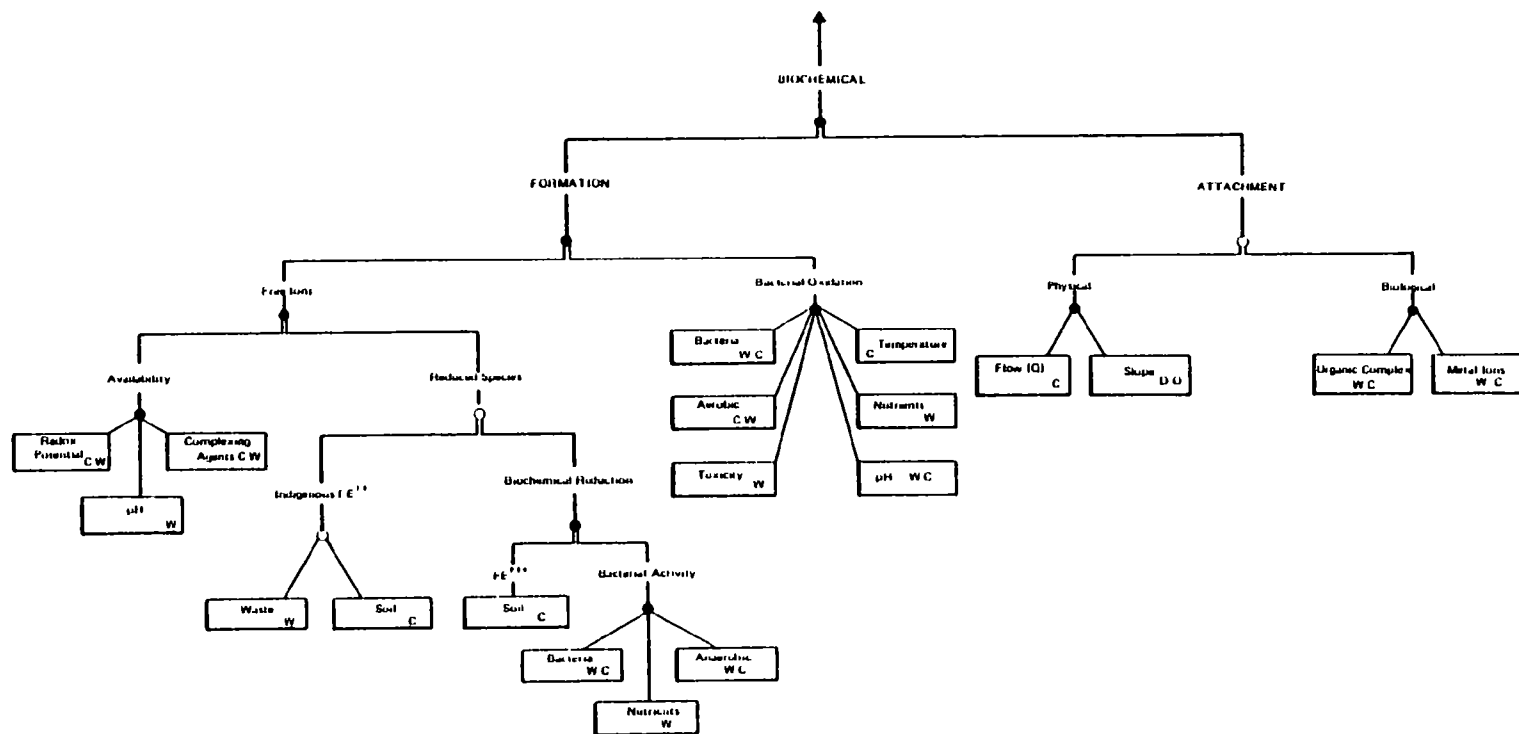 BIOCHEMICAL
FORMATION
ATTACHMENT
Free Ions
Bacterial Oxidation
Physical
Biological
Bacteria
W C
Temperature
C
Flow (Q)
C
Slope
Organic Complex
W C
Metal Ions
W C
Availability
Reduced Species
Aerobic
C W
Nutrients
W
Redox
Potential C W
Complexing
Agents C W
Toxicity
W
pH W C
pH
W
Indigenous FE++
Biochemical Reduction
FE+++
Bacterial Activity
Waste
W
Soil
C
Soil
C
Bacteria
W C
Anaerobic
W C
Nutrients
W